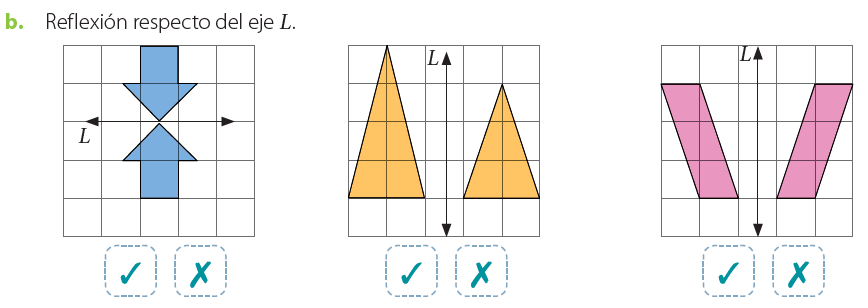 b. Reflexión respecto del eje L.
L L L
✓ ✗ ✓ ✗ ✓ ✗